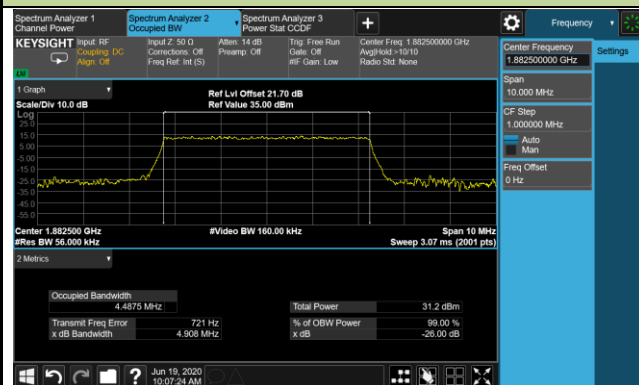 Spectrum Analyzer 1
Channel Power
Spectrum Analyzer 2
Occupied BW
Spectrum Analyzer 3
Power Stat CCDF
Frequency
KEYSIGHT
Input: RF
Coupling: DC
Align: Off
Input Z: 50 Ω
Corrections: Off
Freq Ref: Int (S)
Atten: 14 dB
Preamp: Off
Trig: Free Run
Gate: Off
#IF Gain: Low
Center Freq: 1.882500000 GHz
Avg|Hold:>10/10
Radio Std: None
LXI
Center Frequency
1.882500000 GHz
Settings
Span
10.000 MHz
CF Step
1.000000 MHz
Auto
Man
Freq Offset
0 Hz
1 Graph
Scale/Div 10.0 dB
Ref Lvl Offset 21.70 dB
Ref Value 35.00 dBm
Log
25.0
15.0
5.00
-5.00
-15.0
-25.0
-35.0
-45.0
-55.0
Center 1.882500 GHz
#Video BW 160.00 kHz
Span 10 MHz
#Res BW 56.000 kHz
Sweep 3.07 ms (2001 pts)
2 Metrics
Occupied Bandwidth
4.4875 MHz
Total Power
31.2 dBm
Transmit Freq Error
721 Hz
% of OBW Power
99.00 %
x dB Bandwidth
4.908 MHz
x dB
-26.00 dB
Jun 19, 2020
10:07:24 AM